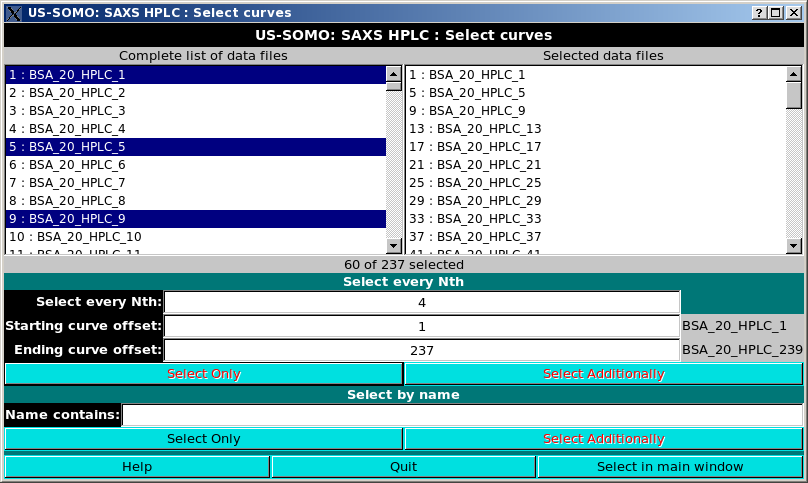 US-SOMO: SAXS HPLC : Select curves
US-SOMO: SAXS HPLC : Select curves
Complete list of data files
1 : BSA_20_HPLC_1
2 : BSA_20_HPLC_2
3 : BSA_20_HPLC_3
4 : BSA_20_HPLC_4
5 : BSA_20_HPLC_5
6 : BSA_20_HPLC_6
7 : BSA_20_HPLC_7
8 : BSA_20_HPLC_8
9 : BSA_20_HPLC_9
10 : BSA_20_HPLC_10
11 : BSA_20_HPLC_11
Selected data files
1 : BSA_20_HPLC_1
5 : BSA_20_HPLC_5
9 : BSA_20_HPLC_9
13 : BSA_20_HPLC_13
17 : BSA_20_HPLC_17
21 : BSA_20_HPLC_21
25 : BSA_20_HPLC_25
29 : BSA_20_HPLC_29
33 : BSA_20_HPLC_33
37 : BSA_20_HPLC_37
41 : BSA_20_HPLC_41
60 of 237 selected
Select every Nth
Select every Nth: 4
Starting curve offset: 1 BSA_20_HPLC_1
Ending curve offset: 237 BSA_20_HPLC_239
Select Only Select Additionally
Select by name
Name contains:
Select Only Select Additionally
Help Quit Select in main window